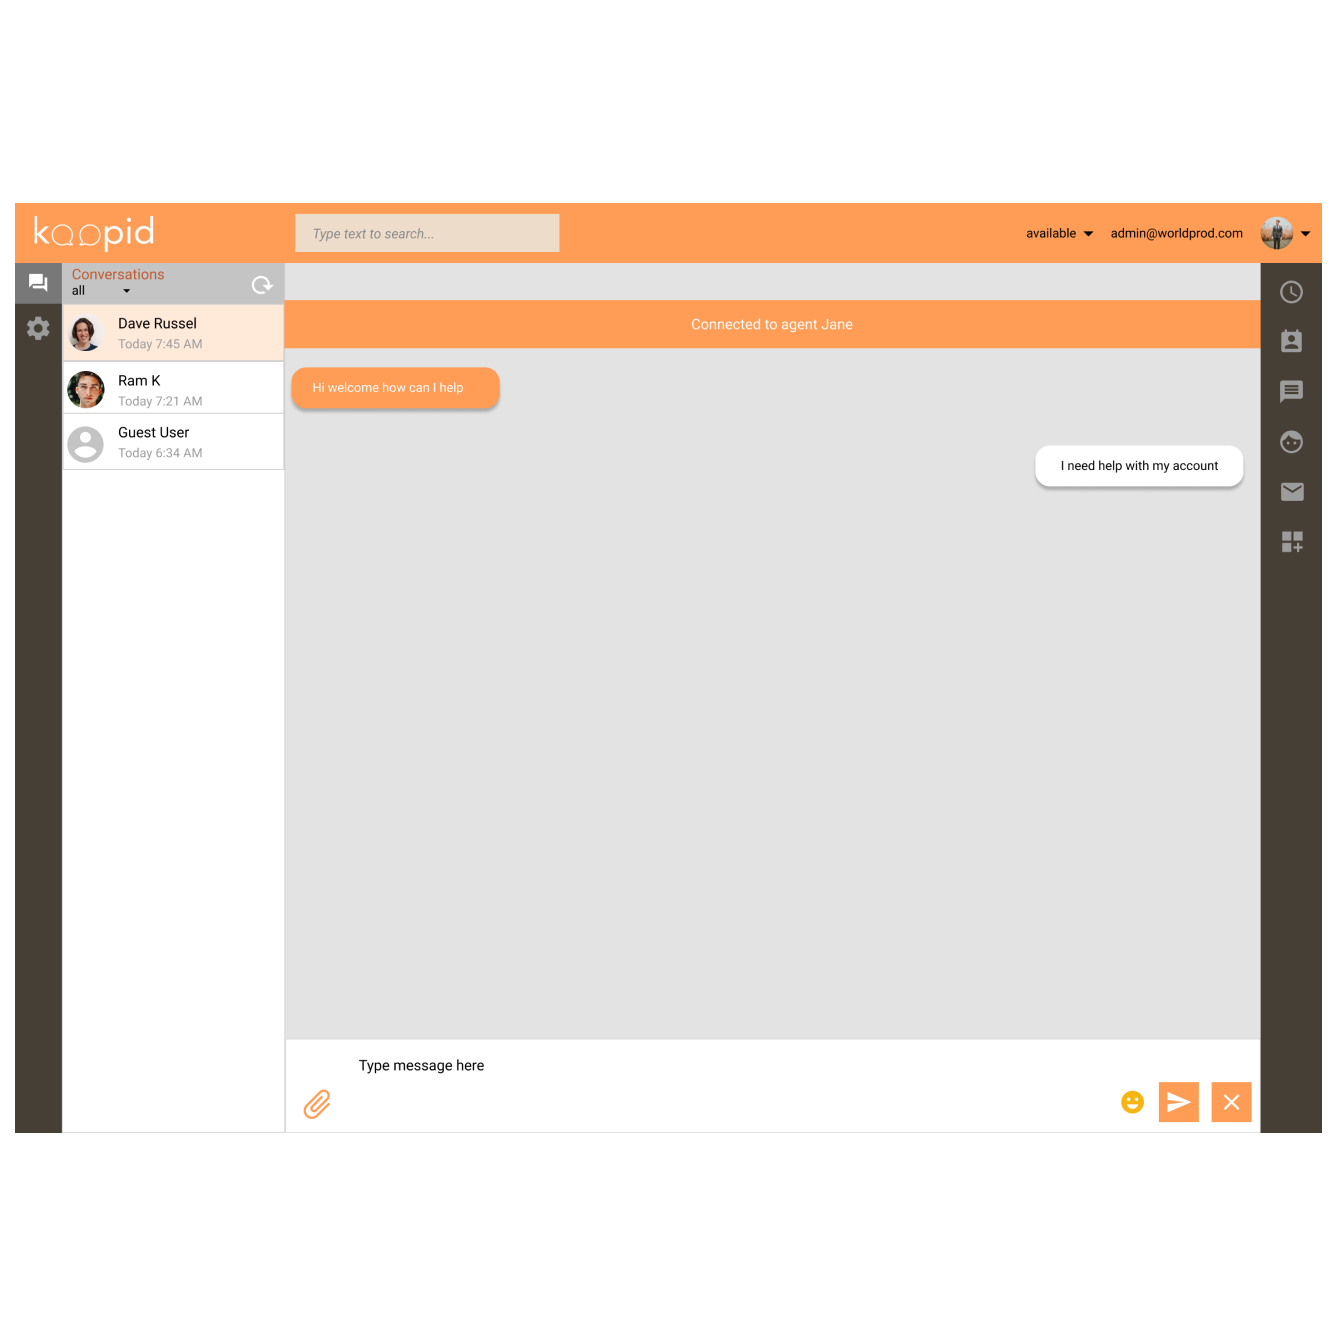 koopid
Type text to search...
available
admin@worldprod.com
Conversations
all
Dave Russel
Today 7:45 AM
Ram K
Today 7:21 AM
Guest User
Today 6:34 AM
Connected to agent Jane
Hi welcome how can I help
I need help with my account
Type message here